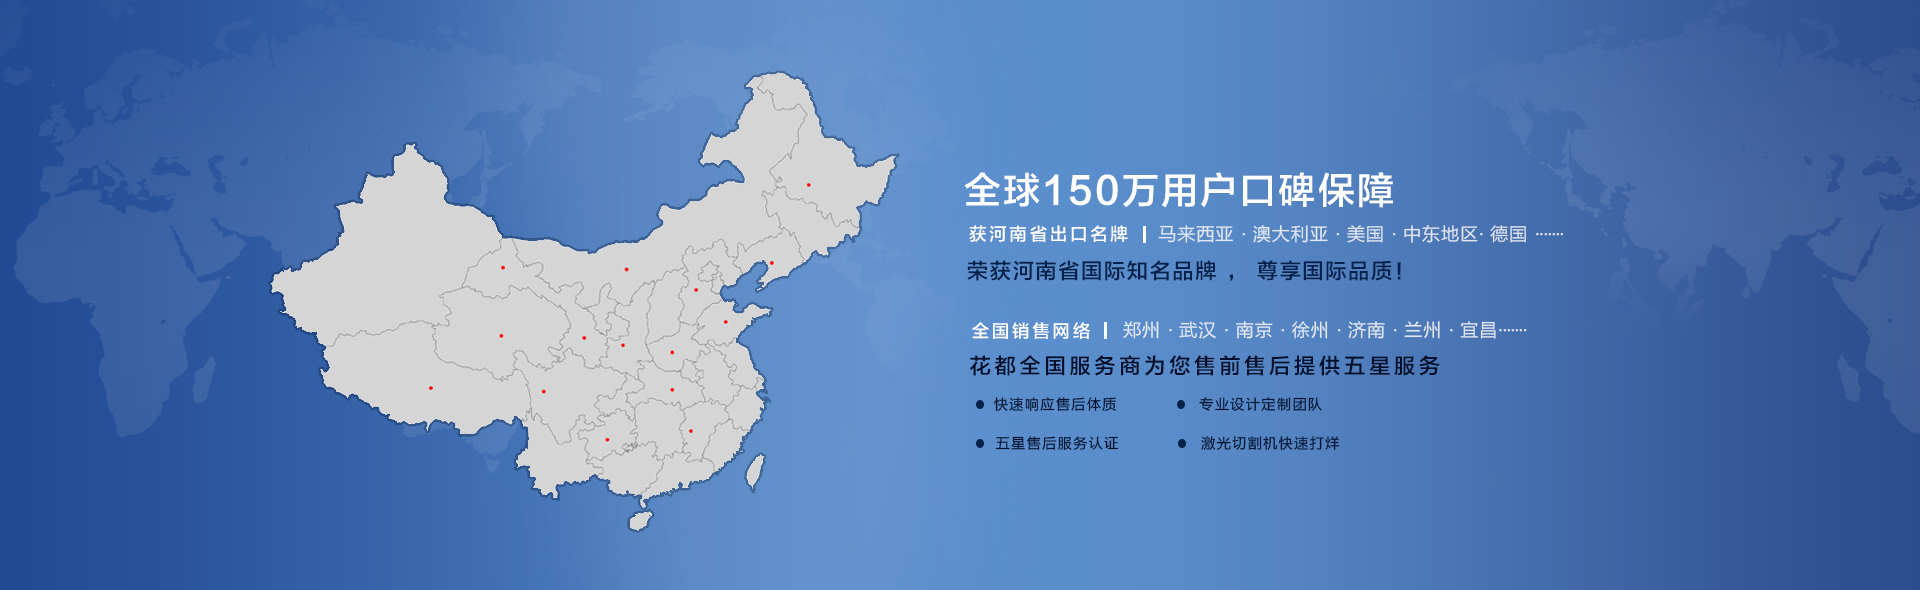 全球150万用户口碑保障
获河南省出口名牌 | 马来西亚 · 澳大利亚 · 美国 · 中东地区· 德国 ·······
荣获河南省国际知名品牌 ， 尊享国际品质！
全国销售网络 | 郑州 · 武汉 · 南京 · 徐州 · 济南 · 兰州 · 宜昌·······
花都全国服务商为您售前售后提供五星服务
● 快速响应售后体质 ● 专业设计定制团队
● 五星售后服务认证 ● 激光切割机快速打烊